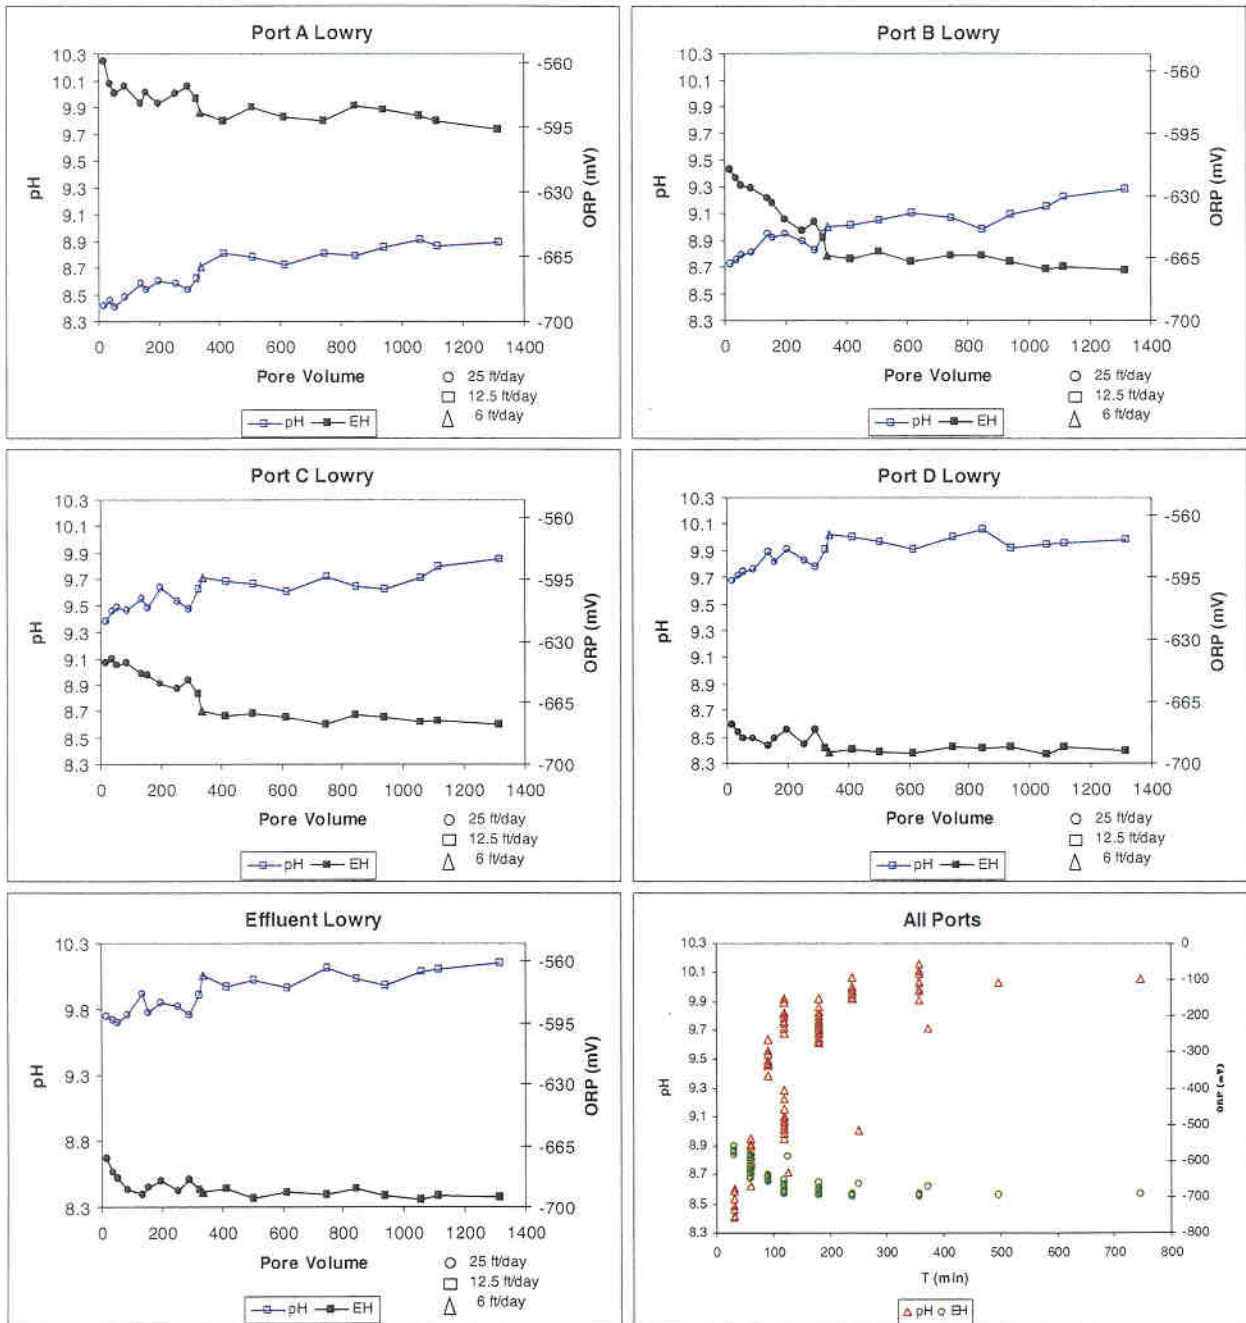 Port A Lowry
10.3
10.1
9.9
9.7
9.5
9.3
9.1
8.9
8.7
8.5
8.3
pH
-560
-595
-630
-665
-700
ORP (mV)
0 200 400 600 800 1000 1200 1400
Pore Volume
25 ft/day
12.5 ft/day
6 ft/day
pH EH
Port B Lowry
10.3
10.1
9.9
9.7
9.5
9.3
9.1
8.9
8.7
8.5
8.3
pH
-560
-595
-630
-665
-700
ORP (mV)
0 200 400 600 800 1000 1200 1400
Pore Volume
25 ft/day
12.5 ft/day
6 ft/day
pH EH
Port C Lowry
10.3
10.1
9.9
9.7
9.5
9.3
9.1
8.9
8.7
8.5
8.3
pH
-560
-595
-630
-665
-700
ORP (mV)
0 200 400 600 800 1000 1200 1400
Pore Volume
25 ft/day
12.5 ft/day
6 ft/day
pH EH
Port D Lowry
10.3
10.1
9.9
9.7
9.5
9.3
9.1
8.9
8.7
8.5
8.3
pH
-560
-595
-630
-665
-700
ORP (mV)
0 200 400 600 800 1000 1200 1400
Pore Volume
25 ft/day
12.5 ft/day
6 ft/day
pH EH
Effluent Lowry
10.3
9.8
9.3
8.8
8.3
pH
-560
-595
-630
-665
-700
ORP (mV)
0 200 400 600 800 1000 1200 1400
Pore Volume
25 ft/day
12.5 ft/day
6 ft/day
pH EH
All Ports
10.3
10.1
9.9
9.7
9.5
9.3
9.1
8.9
8.7
8.5
8.3
pH
0
-100
-200
-300
-400
-500
-600
-700
-800
ORP (mV)
0 100 200 300 400 500 600 700 800
T (min)
pH EH